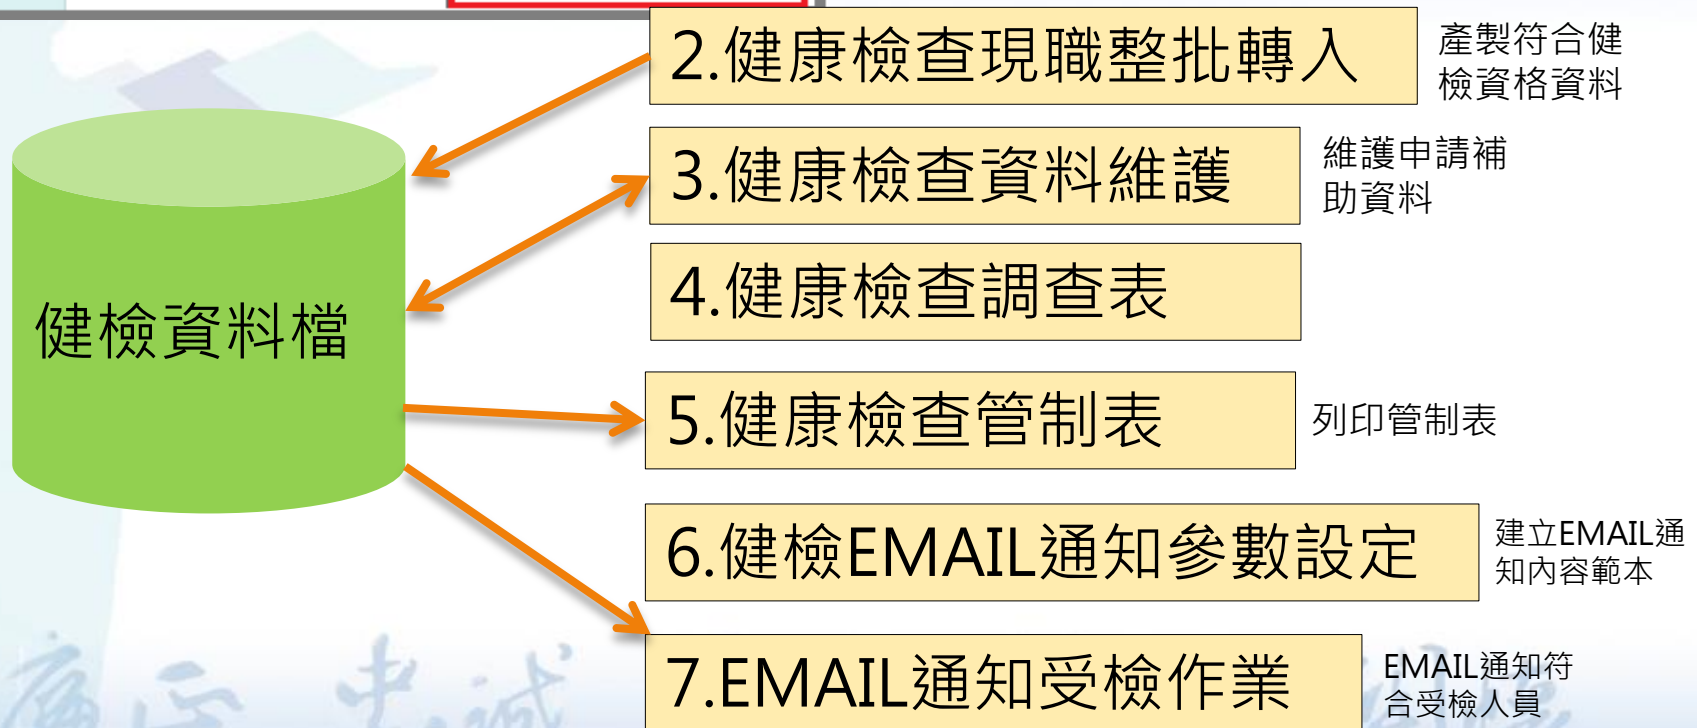 2.健康檢查現職整批轉入
產製符合健
檢資格資料
3.健康檢查資料維護
維護申請補
助資料
4.健康檢查調查表
健檢資料檔
5.健康檢查管制表
列印管制表
6.健檢EMAIL通知參數設定
建立EMAIL通
知內容範本
7.EMAIL通知受檢作業
EMAIL通知符
合受檢人員
廉正 忠誠